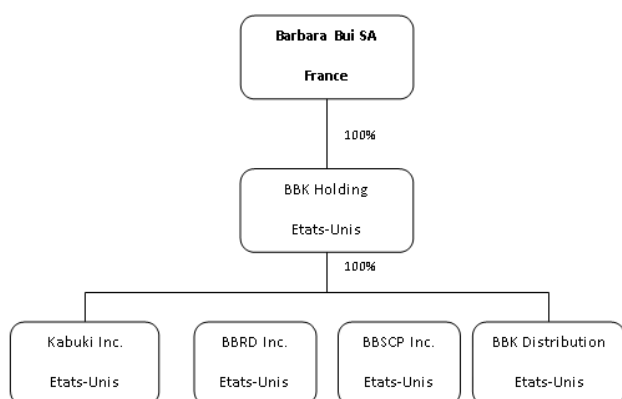 Barbara Bui SA
France
100%
BBK Holding
Etats-Unis
100%
Kabuki Inc.
Etats-Unis
BBRD Inc.
Etats-Unis
BBSCP Inc.
Etats-Unis
BBK Distribution
Etats-Unis